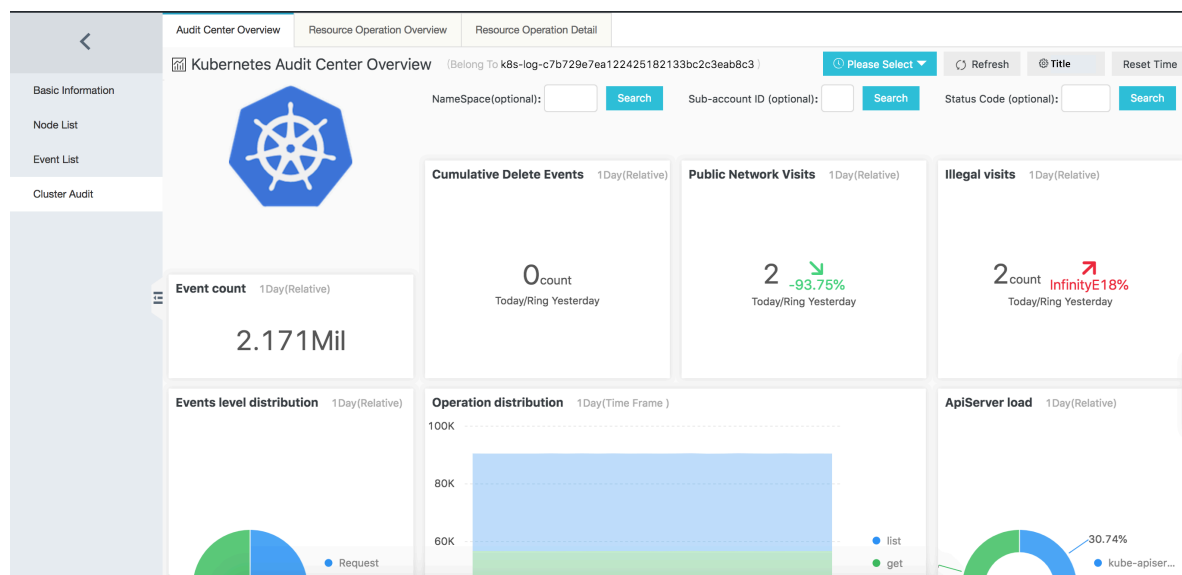 Audit Center Overview
Resource Operation Overview
Resource Operation Detail
Kubernetes Audit Center Overview
(Belong To k8s-log-c7b729e7ea122425182133bc2c3eab8c3 )
Please Select
Refresh
Title
Reset Time
Basic Information
Node List
Event List
Cluster Audit
NameSpace(optional):
Search
Sub-account ID (optional):
Search
Status Code (optional):
Search
Event count 1Day(Relative)
2.171Mil
Cumulative Delete Events 1Day(Relative)
0count
Today/Ring Yesterday
Public Network Visits 1Day(Relative)
2 -93.75%
Today/Ring Yesterday
Illegal visits 1Day(Relative)
2count InfinityE18%
Today/Ring Yesterday
Events level distribution 1Day(Relative)
Request
Operation distribution 1Day(Time Frame )
100K
80K
60K
list
get
ApiServer load 1Day(Relative)
30.74%
kube-apiser...